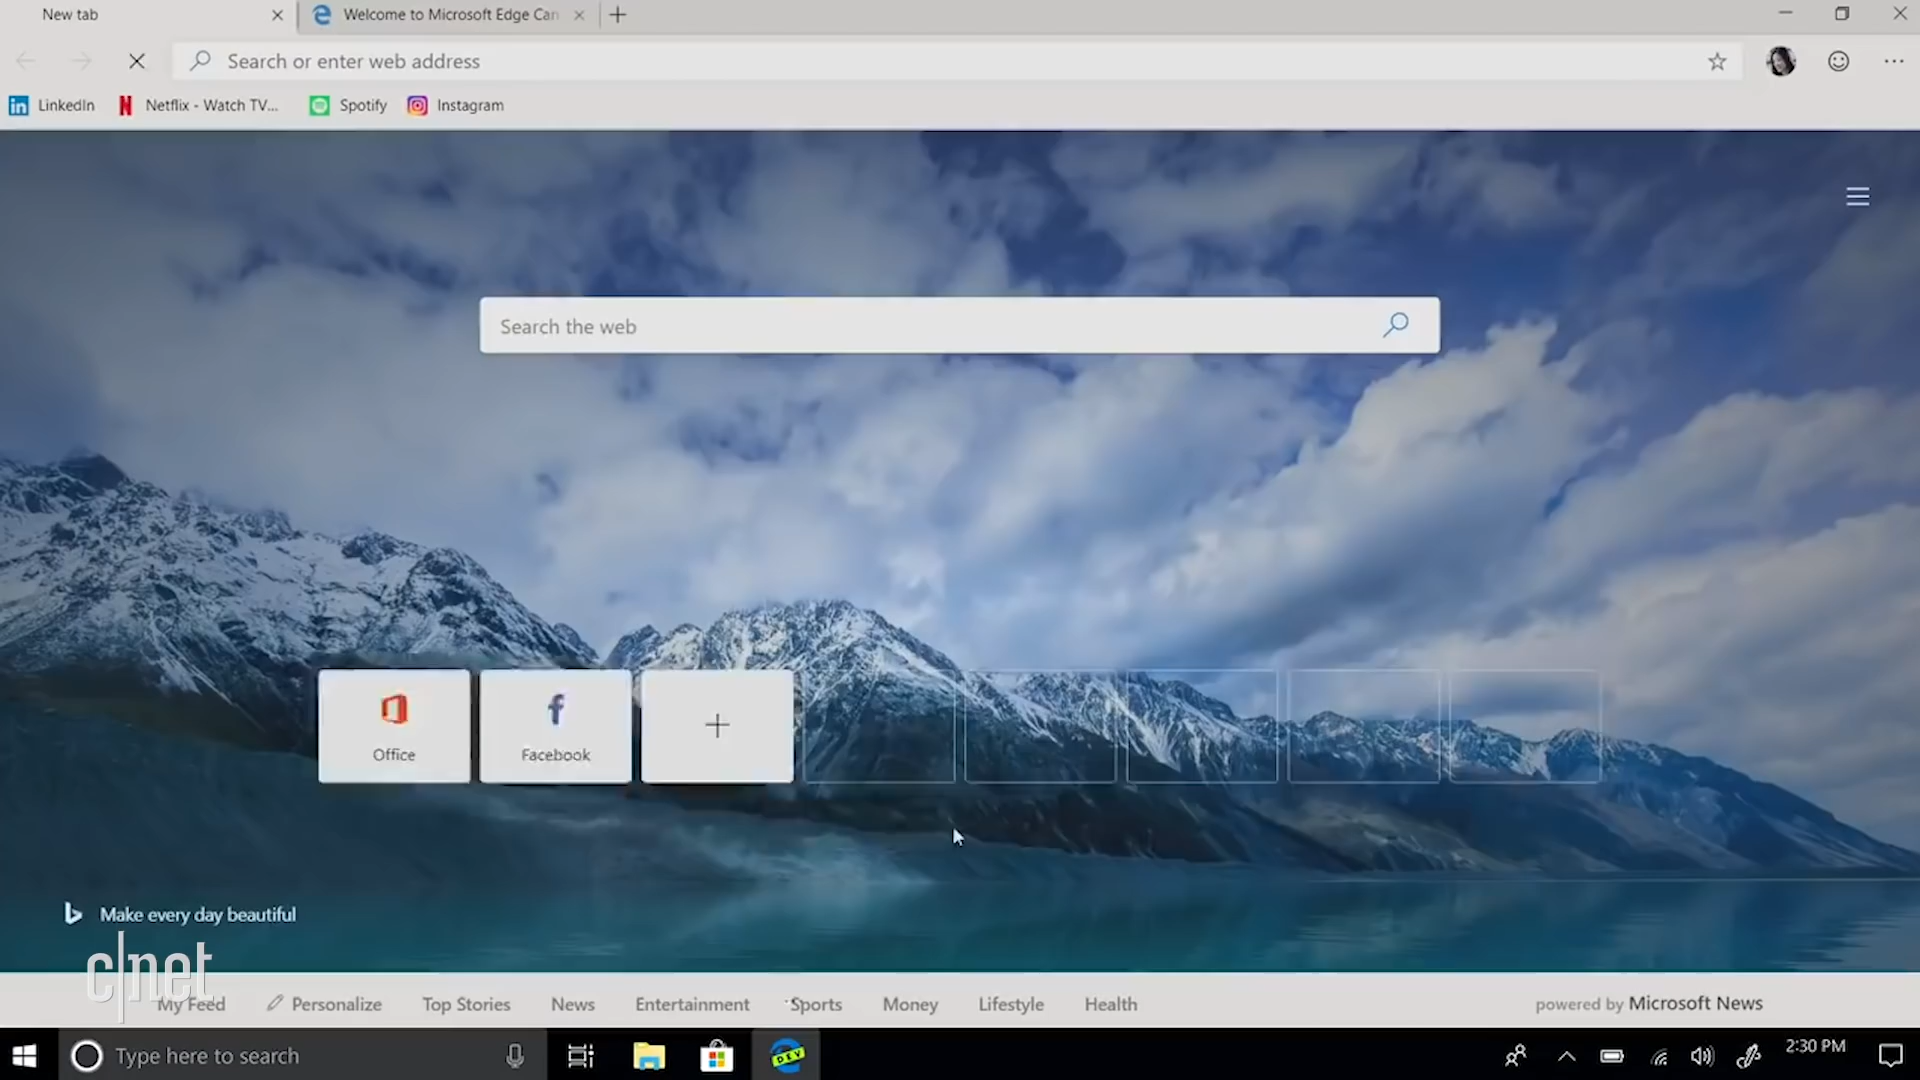 New tab
Welcome to Microsoft Edge Can
Search or enter web address
LinkedIn
Netflix - Watch TV...
Spotify
Instagram
Search the web
Office
Facebook
Make every day beautiful
c|net
My Feed
Personalize
Top Stories
News
Entertainment
Sports
Money
Lifestyle
Health
powered by Microsoft News
Type here to search
DEV
2:30 PM